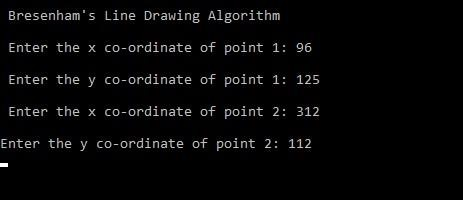 Bresenham's Line Drawing Algorithm
Enter the x co-ordinate of point 1: 96
Enter the y co-ordinate of point 1: 125
Enter the x co-ordinate of point 2: 312
Enter the y co-ordinate of point 2: 112